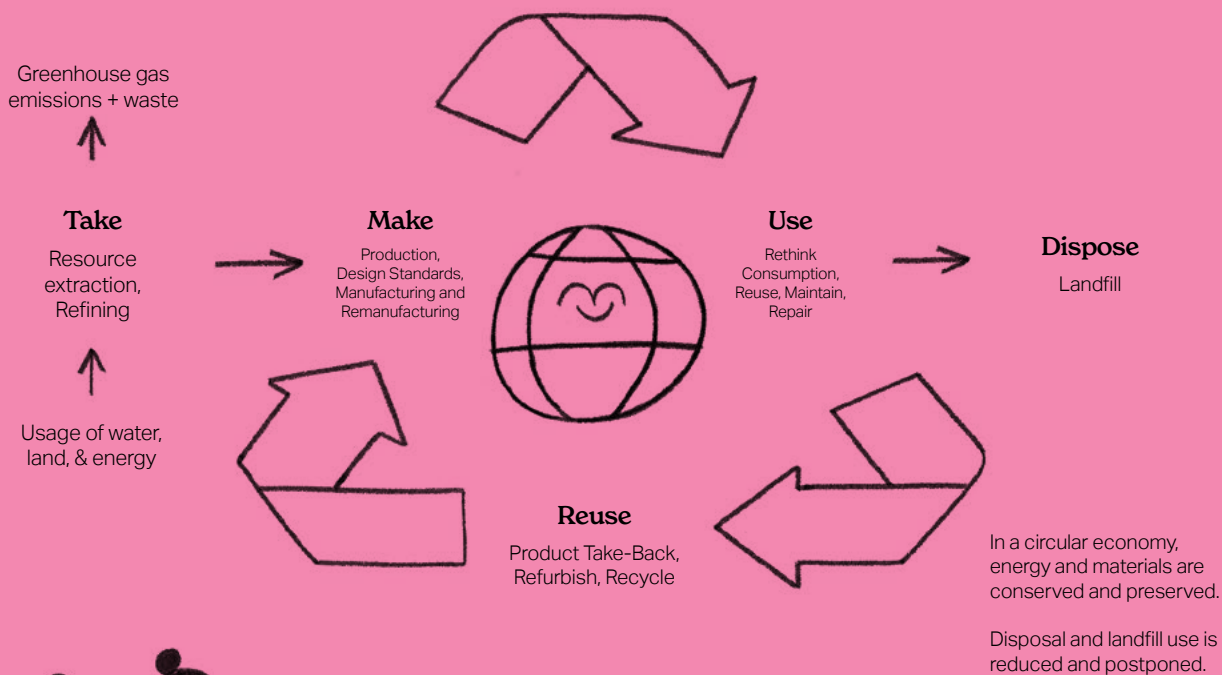 Greenhouse gas
emissions + waste
Take
Resource
extraction,
Refining
Usage of water,
land, & energy
Make
Production,
Design Standards,
Manufacturing and
Remanufacturing
Use
Rethink
Consumption,
Reuse, Maintain,
Repair
Dispose
Landfill
Reuse
Product Take-Back,
Refurbish, Recycle
In a circular economy,
energy and materials are
conserved and preserved.
Disposal and landfill use is
reduced and postponed.